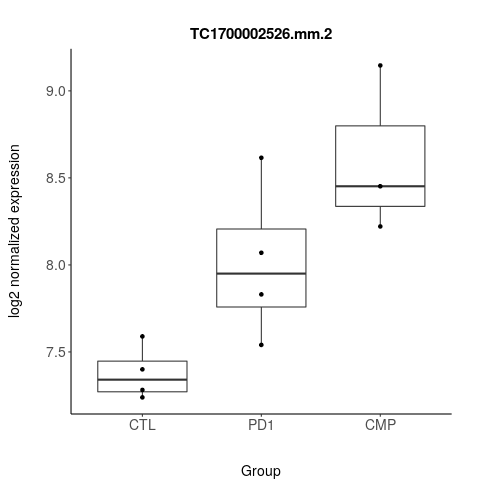 TC1700002526.mm.2
log2 normalized expression
9.0
8.5
8.0
7.5
CTL PD1 CMP
Group